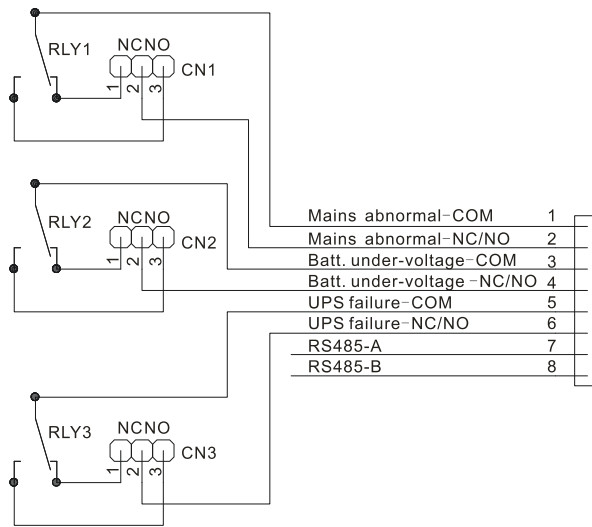 RLY1
NCNO
CN1
1 2 3
RLY2
NCNO
CN2
1 2 3
Mains abnormal-COM 1
Mains abnormal-NC/NO 2
Batt. under-voltage-COM 3
Batt. under-voltage-NC/NO 4
UPS failure-COM 5
UPS failure-NC/NO 6
RS485-A 7
RS485-B 8
RLY3
NCNO
CN3
1 2 3